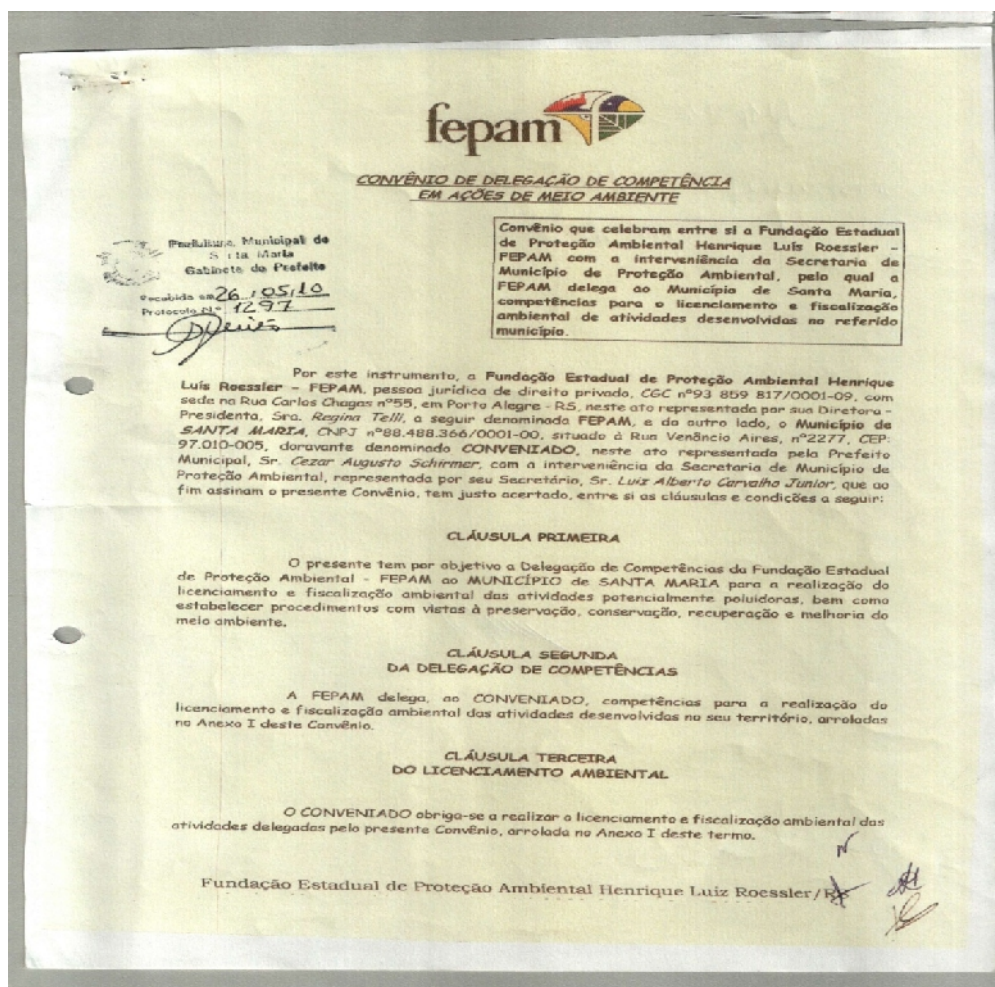 fepam
CONVÊNIO DE DELEGAÇÃO DE COMPETÊNCIA
EM AÇÕES DE MEIO AMBIENTE
Prefeitura Municipal de
Santa Maria
Gabinete do Prefeito
Recebido em 26/05/10
Protocolo Nº 1297
Convênio que celebram entre si a Fundação Estadual
de Proteção Ambiental Henrique Luís Roessler –
FEPAM com a interveniência da Secretaria de
Município de Proteção Ambiental, pelo qual a
FEPAM delega ao Município de Santa Maria,
competências para o licenciamento e fiscalização
ambiental de atividades desenvolvidas no referido
município.
Por este instrumento, a Fundação Estadual de Proteção Ambiental Henrique
Luís Roessler – FEPAM, pessoa jurídica de direito privado, CGC nº93 859 817/0001-09, com
sede na Rua Carlos Chagas nº55, em Porto Alegre - RS, neste ato representada por sua Diretora -
Presidenta, Sra. Regina Telli, a seguir denominada FEPAM, e do outro lado, o Município de
SANTA MARIA, CNPJ nº88.488.366/0001-00, situado à Rua Venâncio Aires, nº2277, CEP:
97.010-005, doravante denominado CONVENIADO, neste ato representada pelo Prefeito
Municipal, Sr. Cezar Augusto Schirmer, com a interveniência da Secretaria de Município de
Proteção Ambiental, representada por seu Secretário, Sr. Luiz Alberto Carvalho Junior, que ao
fim assinam o presente Convênio, tem justo acertado, entre si as cláusulas e condições a seguir:
CLÁUSULA PRIMEIRA
O presente tem por objetivo a Delegação de Competências da Fundação Estadual
de Proteção Ambiental - FEPAM ao MUNICÍPIO de SANTA MARIA para a realização do
licenciamento e fiscalização ambiental das atividades potencialmente poluidoras, bem como
estabelecer procedimentos com vistas à preservação, conservação, recuperação e melhoria do
meio ambiente.
CLÁUSULA SEGUNDA
DA DELEGAÇÃO DE COMPETÊNCIAS
A FEPAM delega, ao CONVENIADO, competências para a realização do
licenciamento e fiscalização ambiental das atividades desenvolvidas no seu território, arroladas
no Anexo I deste Convênio.
CLÁUSULA TERCEIRA
DO LICENCIAMENTO AMBIENTAL
O CONVENIADO obriga-se a realizar o licenciamento e fiscalização ambiental das
atividades delegadas pelo presente Convênio, arrolada no Anexo I deste termo.
Fundação Estadual de Proteção Ambiental Henrique Luiz Roessler/RS